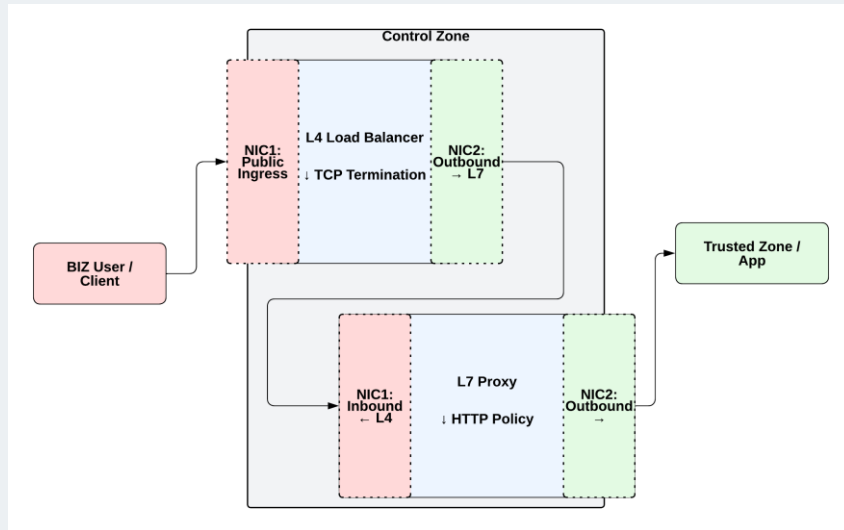 Control Zone
NIC1:
Public
Ingress
L4 Load Balancer
↓ TCP Termination
NIC2:
Outbound
→ L7
BIZ User /
Client
Trusted Zone /
App
NIC1:
Inbound
← L4
L7 Proxy
↓ HTTP Policy
NIC2:
Outbound
→